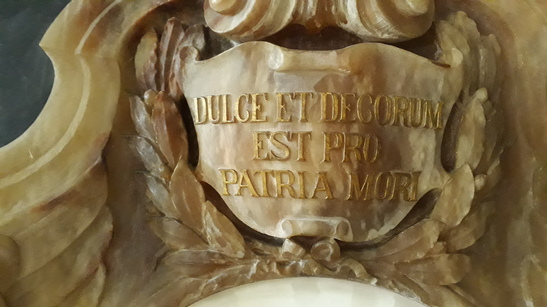 DULCE ET DECORUM
EST PRO
PATRIA MORI